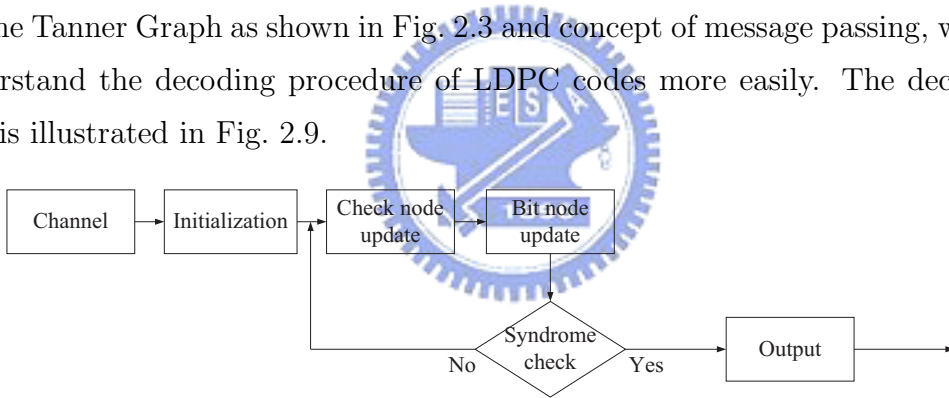 ne Tanner Graph as shown in Fig. 2.3 and concept of message passing, w
rstand the decoding procedure of LDPC codes more easily. The dec
is illustrated in Fig. 2.9.
Channel
Initialization
Check node
update
Bit node
update
Syndrome
check
No
Yes
Output
ES
A